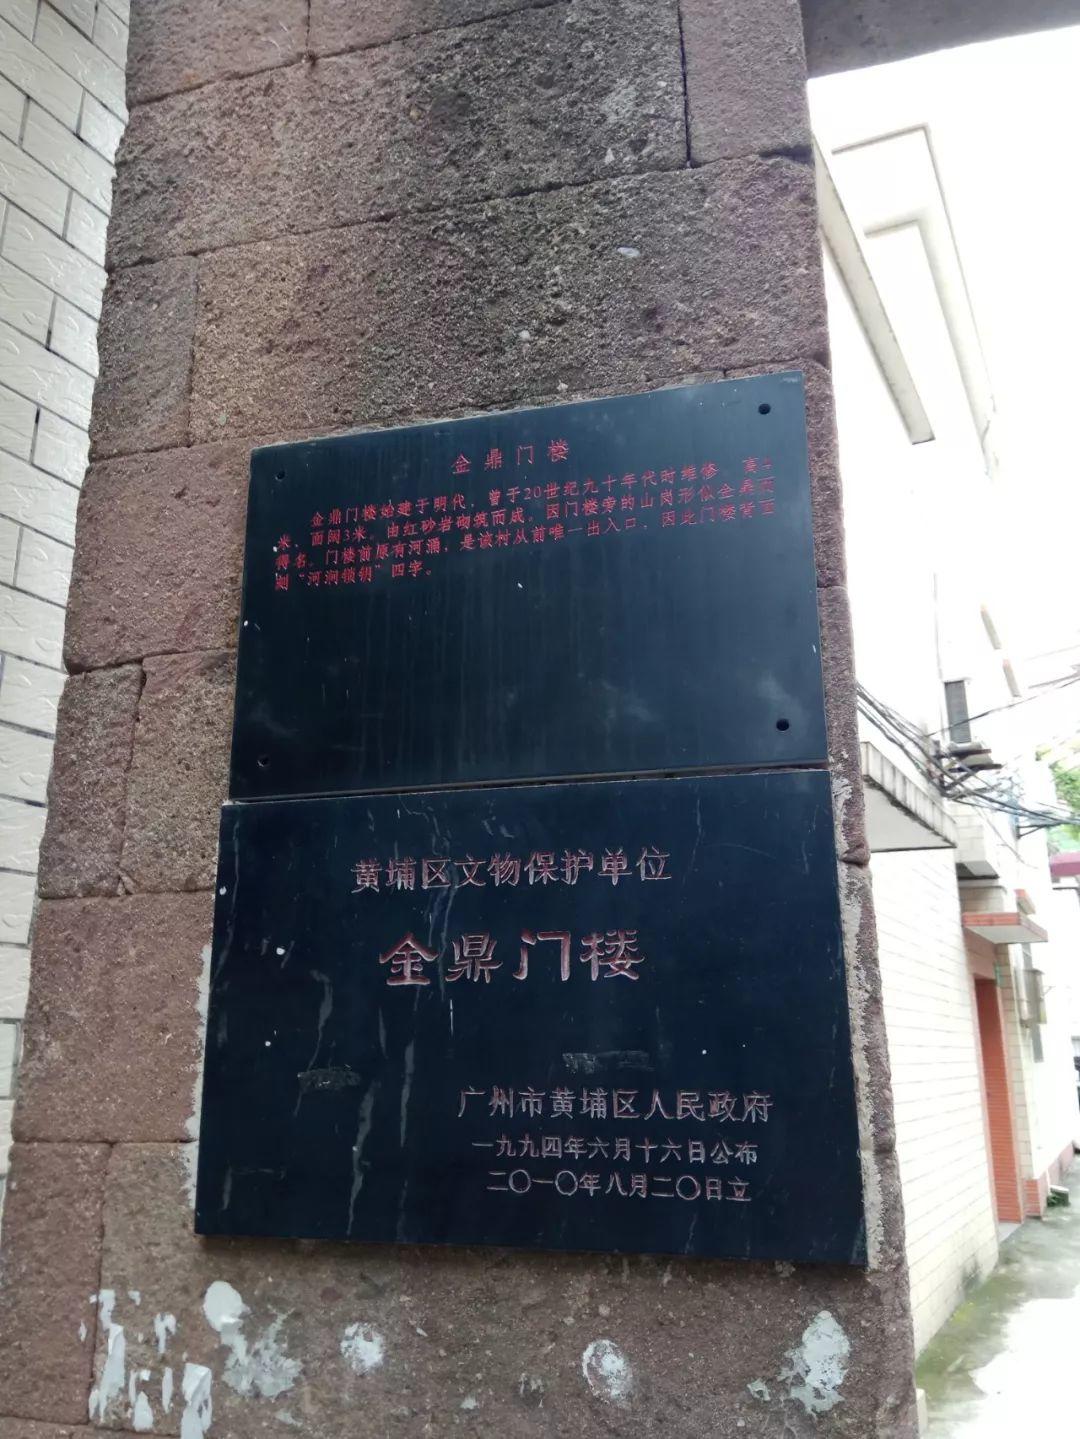 金鼎门楼
金鼎门楼始建于明代，曾于20世纪九十年代时维修，高
米、面阔3米。由红砂岩砌筑而成。因门楼旁的山岗形似金鼎而
得名。门楼前原有河涌，是该村从前唯一出入口，因此门楼背面
刻“河涧锁钥”四字。
黄埔区文物保护单位
金鼎门楼
广州市黄埔区人民政府
一九九四年六月十六日公布
二〇一〇年八月二〇日立